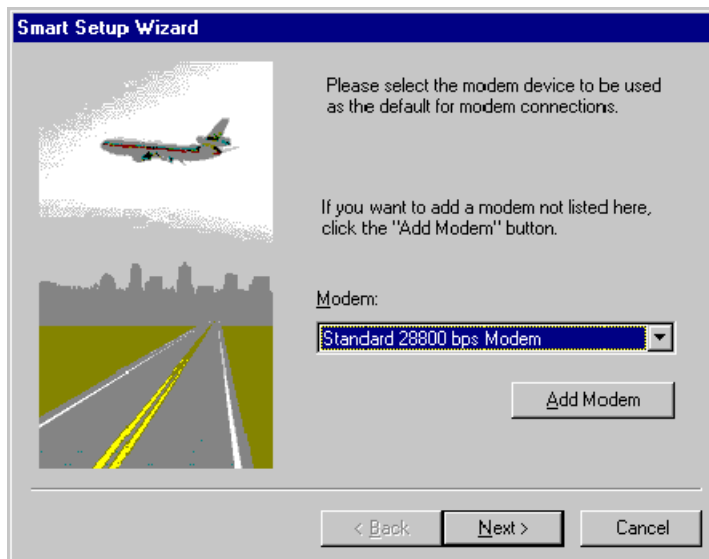 Smart Setup Wizard
Please select the modem device to be used
as the default for modem connections.
If you want to add a modem not listed here,
click the "Add Modem" button.
Modem:
Standard 28800 bps Modem
Add Modem
< Back
Next >
Cancel